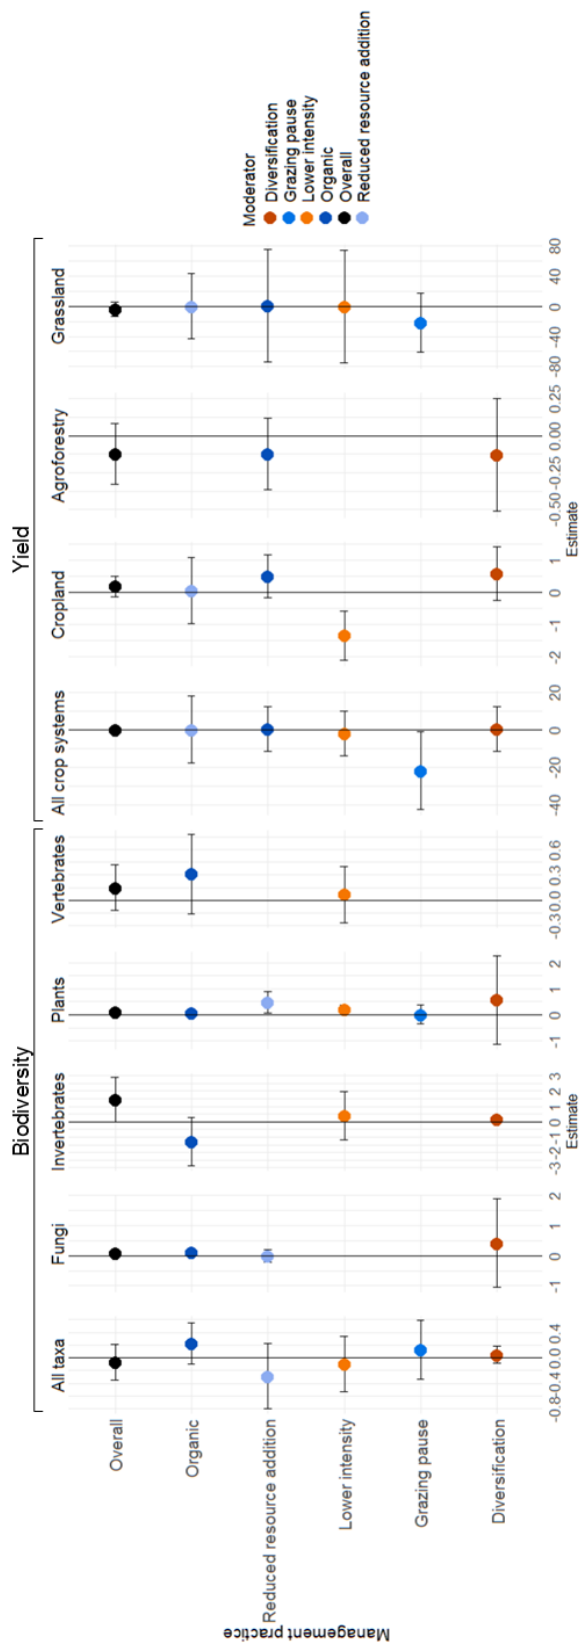 Biodiversity
Yield
All taxa
Fungi
Invertebrates
Plants
Vertebrates
All crop systems
Cropland
Agroforestry
Grassland
Management practice
Overall
Organic
Reduced resource addition
Lower intensity
Grazing pause
Diversification
-0.8 -0.4 0.0 0.4
-1 0 1 2
-3 -2 -1 0 1 2 3
-1 0 1 2
-0.3 0.0 0.3 0.6
-40 -20 0 20
-2 -1 0 1
-0.50 -0.25 0.00 0.25
-80 -40 0 40 80
Estimate
Estimate
Moderator
Diversification
Grazing pause
Lower intensity
Organic
Overall
Reduced resource addition